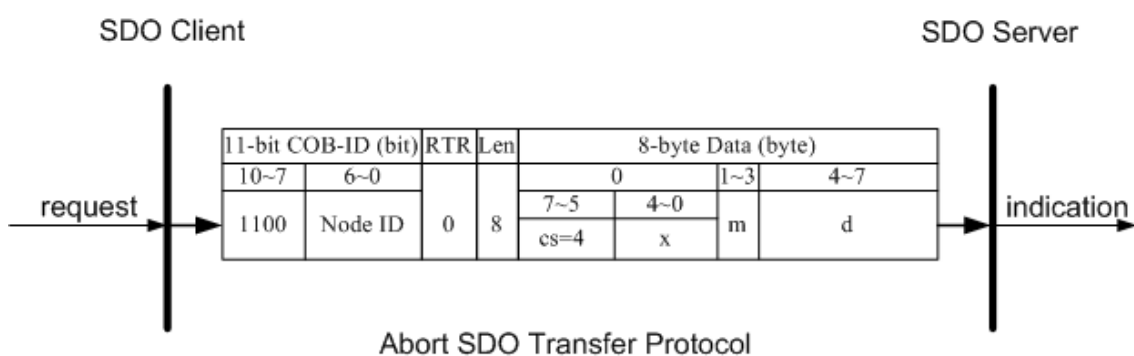 SDO Client SDO Server
11-bit COB-ID (bit) RTR Len 8-byte Data (byte)
10~7 6~0 0 1~3 4~7
request 1100 Node ID 0 8 7~5 4~0 m d indication
cs=4 x
Abort SDO Transfer Protocol